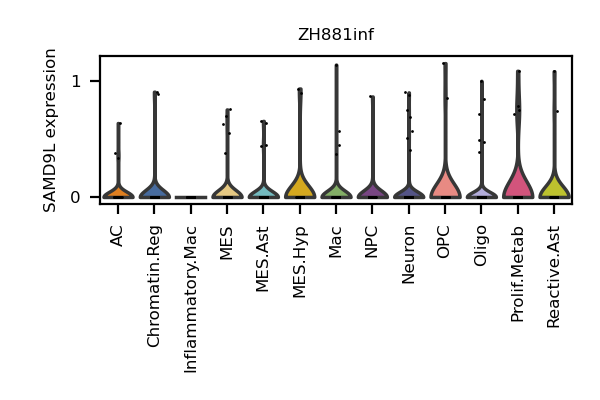 ZH881inf
SAMD9L expression
1
0
AC
Chromatin.Reg
Inflammatory.Mac
MES
MES.Ast
MES.Hyp
Mac
NPC
Neuron
OPC
Oligo
Prolif.Metab
Reactive.Ast